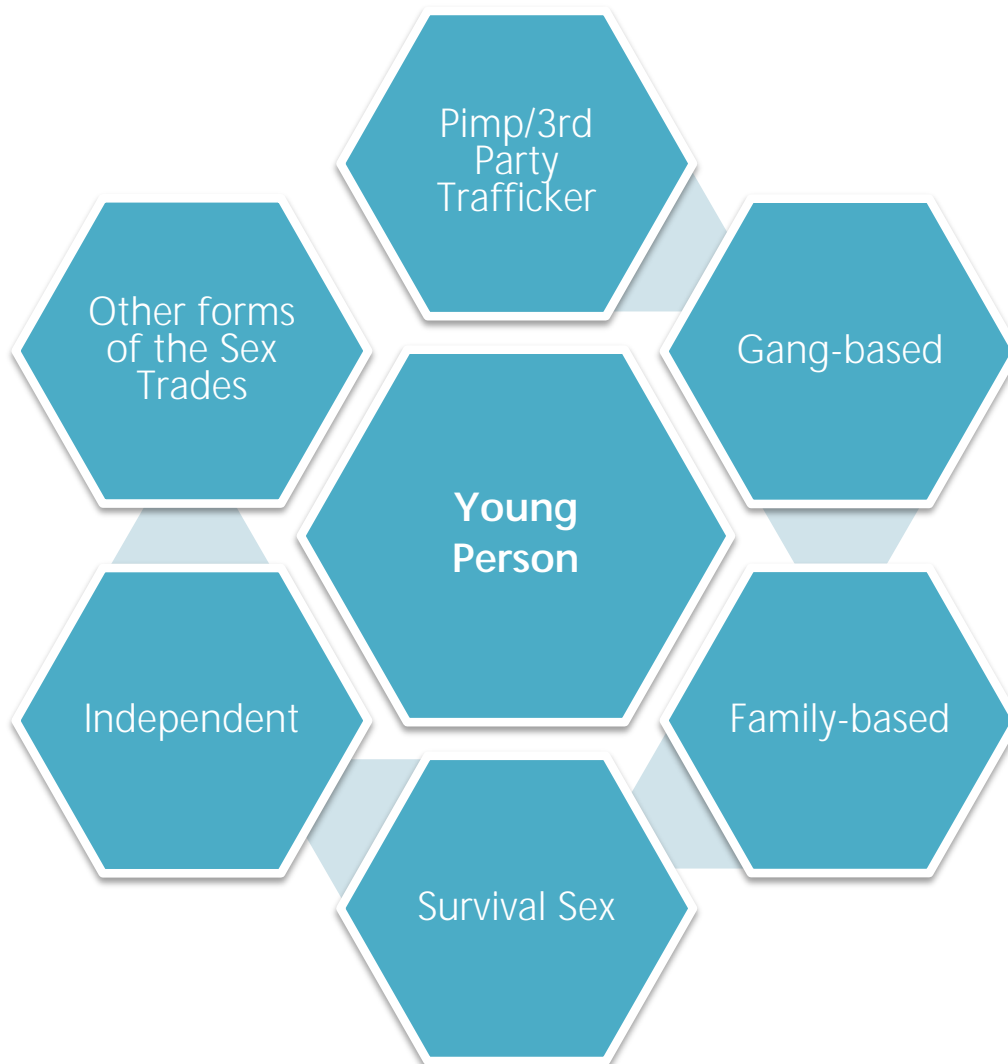 Pimp/3rd
Party
Trafficker
Gang-based
Family-based
Survival Sex
Independent
Other forms
of the Sex
Trades
Young
Person